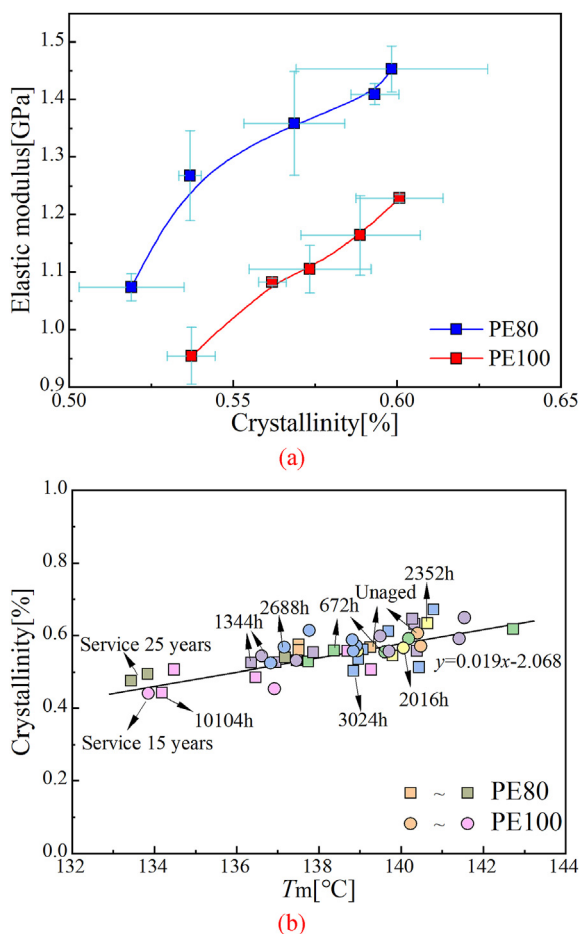 1.5
1.4
1.3
1.2
1.1
1.0
0.9
Elastic modulus[GPa]
PE80
PE100
0.50 0.55 0.60 0.65
Crystallinity[%]
(a)
1.0
0.8
0.6
0.4
0.2
0.0
Crystallinity[%]
2352h
Unaged
2688h
672h
1344h
Service 25 years
y=0.019x-2.068
2016h
3024h
10104h
Service 15 years
~ PE80
~ PE100
132 134 136 138 140 142 144
Tm[°C]
(b)